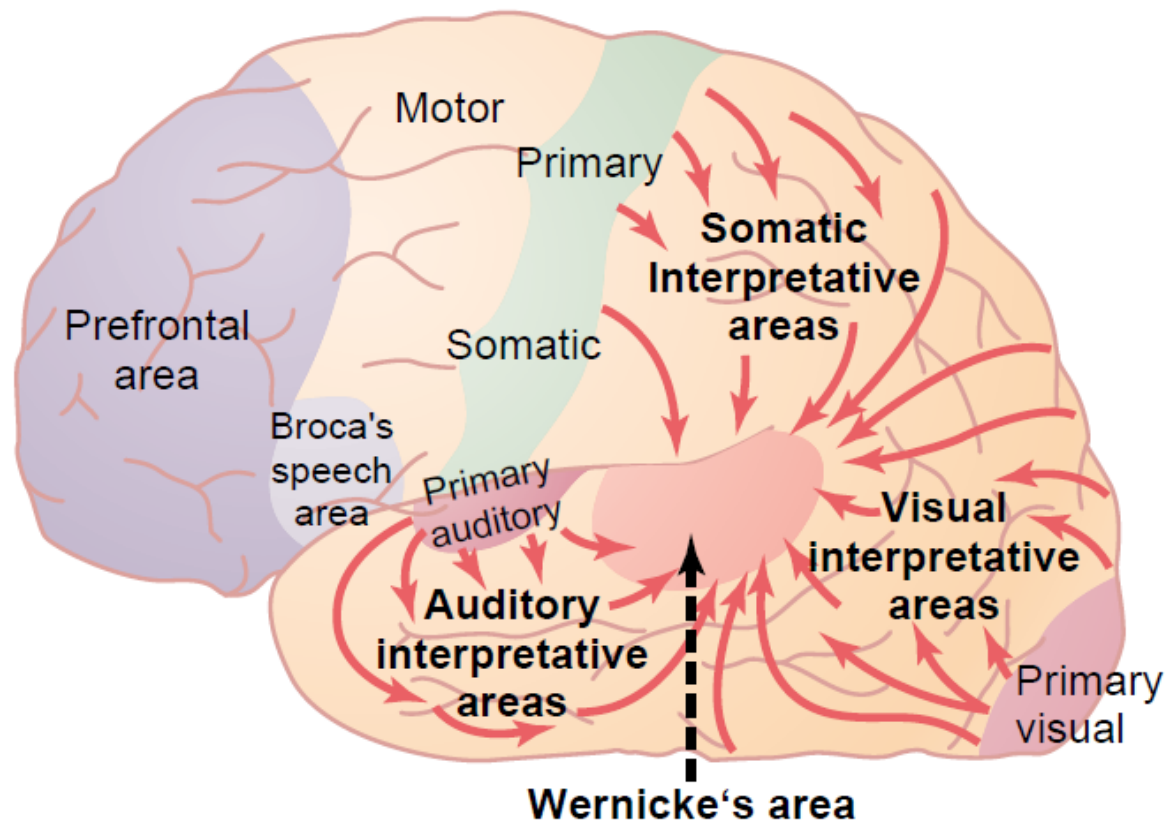 Motor
Primary
Somatic
Somatic
Interpretative
areas
Prefrontal
area
Broca's
speech
area
Primary
auditory
Auditory
interpretative
areas
Visual
interpretative
areas
Primary
visual
Wernicke‘s area